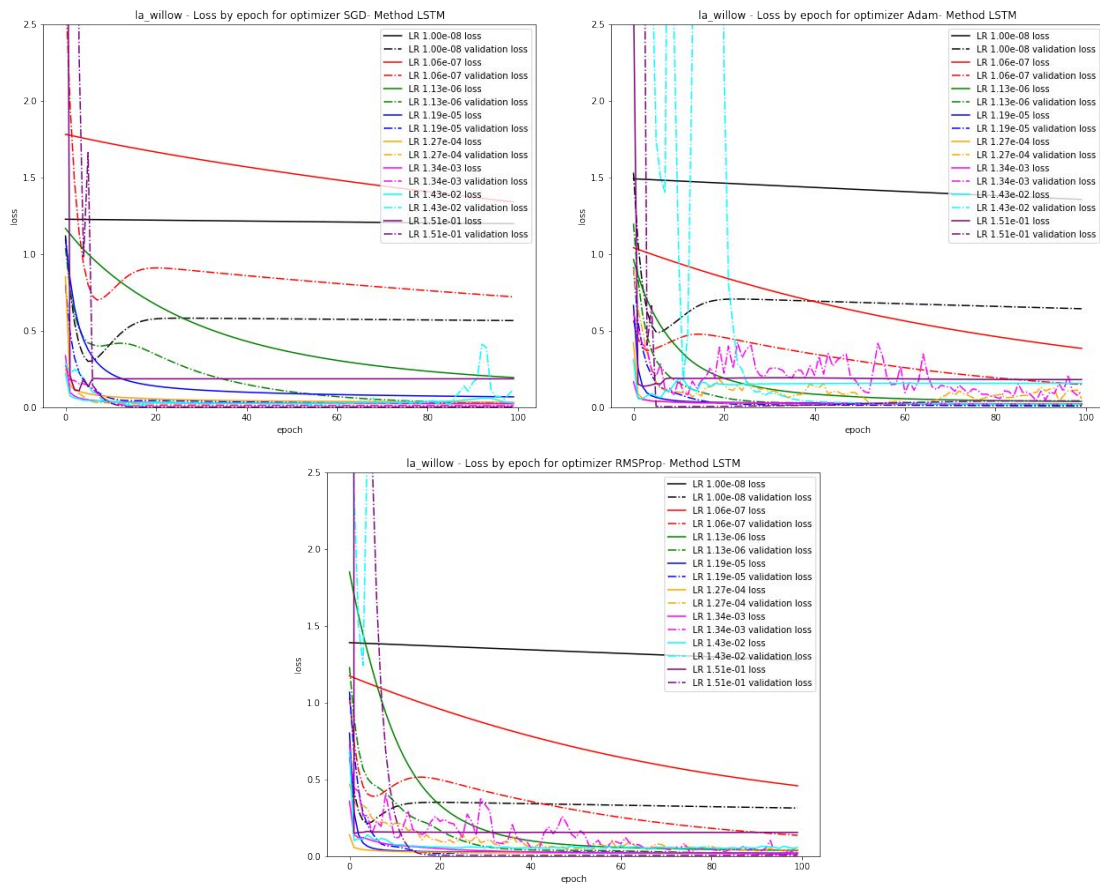 la_willow - Loss by epoch for optimizer SGD- Method LSTM
2.5
2.0
1.5
1.0
0.5
0.0
loss
0
20
40
60
80
100
epoch
LR 1.00e-08 loss
LR 1.00e-08 validation loss
LR 1.06e-07 loss
LR 1.06e-07 validation loss
LR 1.13e-06 loss
LR 1.13e-06 validation loss
LR 1.19e-05 loss
LR 1.19e-05 validation loss
LR 1.27e-04 loss
LR 1.27e-04 validation loss
LR 1.34e-03 loss
LR 1.34e-03 validation loss
LR 1.43e-02 loss
LR 1.43e-02 validation loss
LR 1.51e-01 loss
LR 1.51e-01 validation loss
la_willow - Loss by epoch for optimizer Adam- Method LSTM
2.5
2.0
1.5
1.0
0.5
0.0
loss
0
20
40
60
80
100
epoch
LR 1.00e-08 loss
LR 1.00e-08 validation loss
LR 1.06e-07 loss
LR 1.06e-07 validation loss
LR 1.13e-06 loss
LR 1.13e-06 validation loss
LR 1.19e-05 loss
LR 1.19e-05 validation loss
LR 1.27e-04 loss
LR 1.27e-04 validation loss
LR 1.34e-03 loss
LR 1.34e-03 validation loss
LR 1.43e-02 loss
LR 1.43e-02 validation loss
LR 1.51e-01 loss
LR 1.51e-01 validation loss
la_willow - Loss by epoch for optimizer RMSProp- Method LSTM
2.5
2.0
1.5
1.0
0.5
0.0
loss
0
20
40
60
80
100
epoch
LR 1.00e-08 loss
LR 1.00e-08 validation loss
LR 1.06e-07 loss
LR 1.06e-07 validation loss
LR 1.13e-06 loss
LR 1.13e-06 validation loss
LR 1.19e-05 loss
LR 1.19e-05 validation loss
LR 1.27e-04 loss
LR 1.27e-04 validation loss
LR 1.34e-03 loss
LR 1.34e-03 validation loss
LR 1.43e-02 loss
LR 1.43e-02 validation loss
LR 1.51e-01 loss
LR 1.51e-01 validation loss